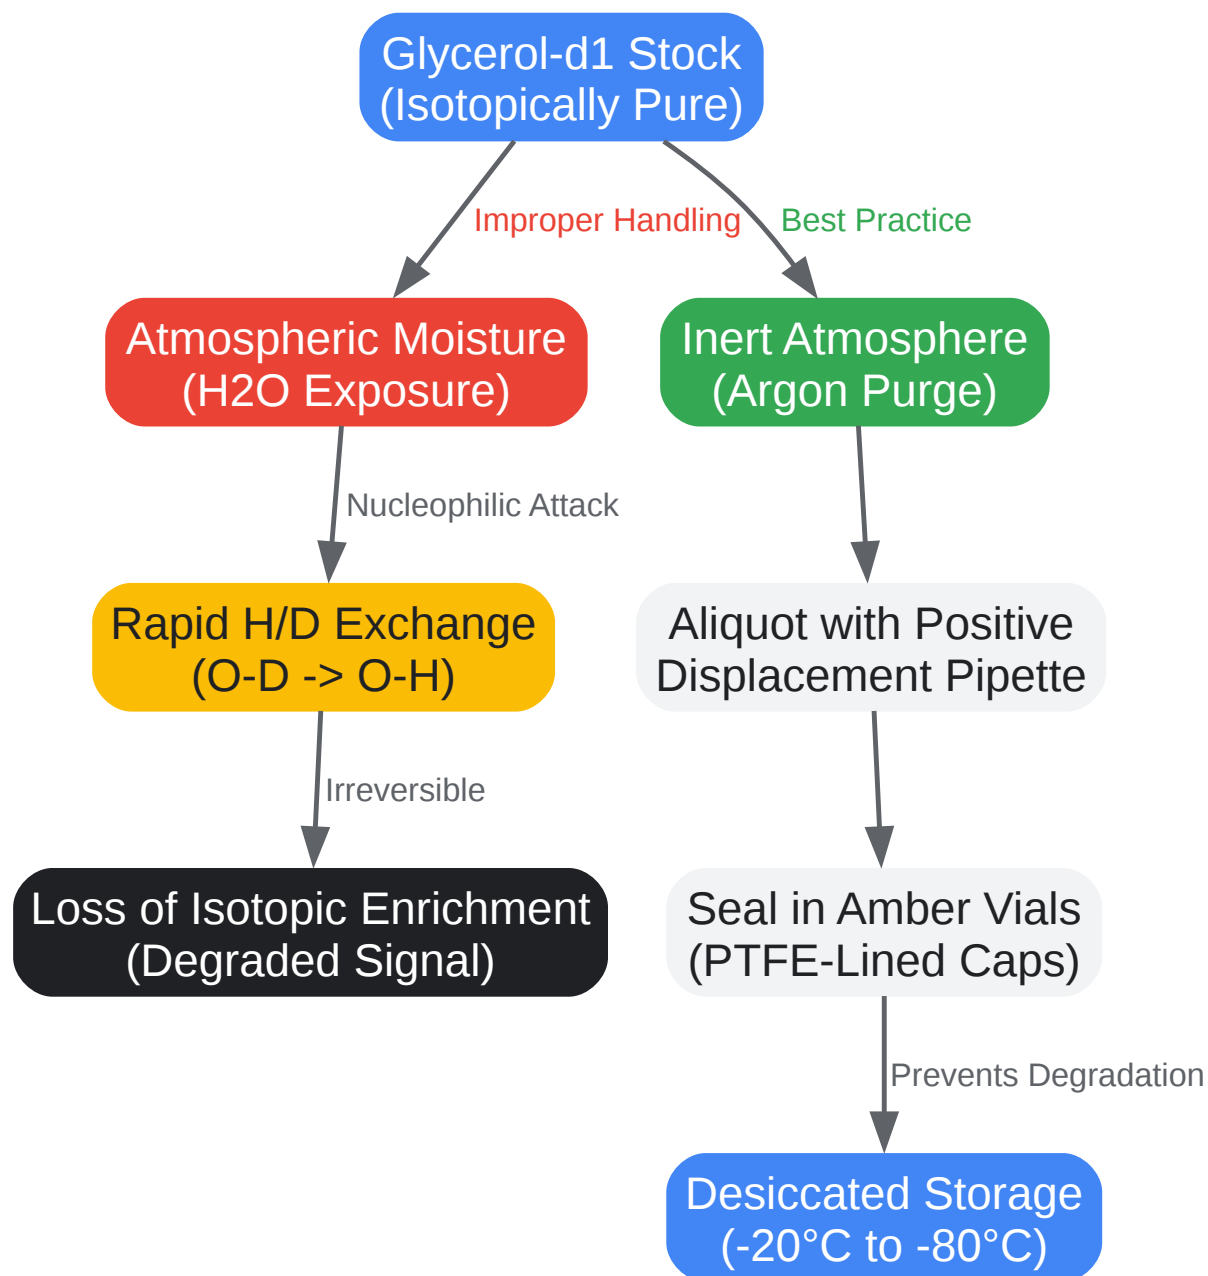 Glycerol-d1 Stock
(Isotopically Pure)
Improper Handling
Best Practice
Atmospheric Moisture
(H2O Exposure)
Inert Atmosphere
(Argon Purge)
Nucleophilic Attack
Rapid H/D Exchange
(O-D -> O-H)
Aliquot with Positive
Displacement Pipette
Irreversible
Loss of Isotopic Enrichment
(Degraded Signal)
Seal in Amber Vials
(PTFE-Lined Caps)
Prevents Degradation
Desiccated Storage
(-20°C to -80°C)